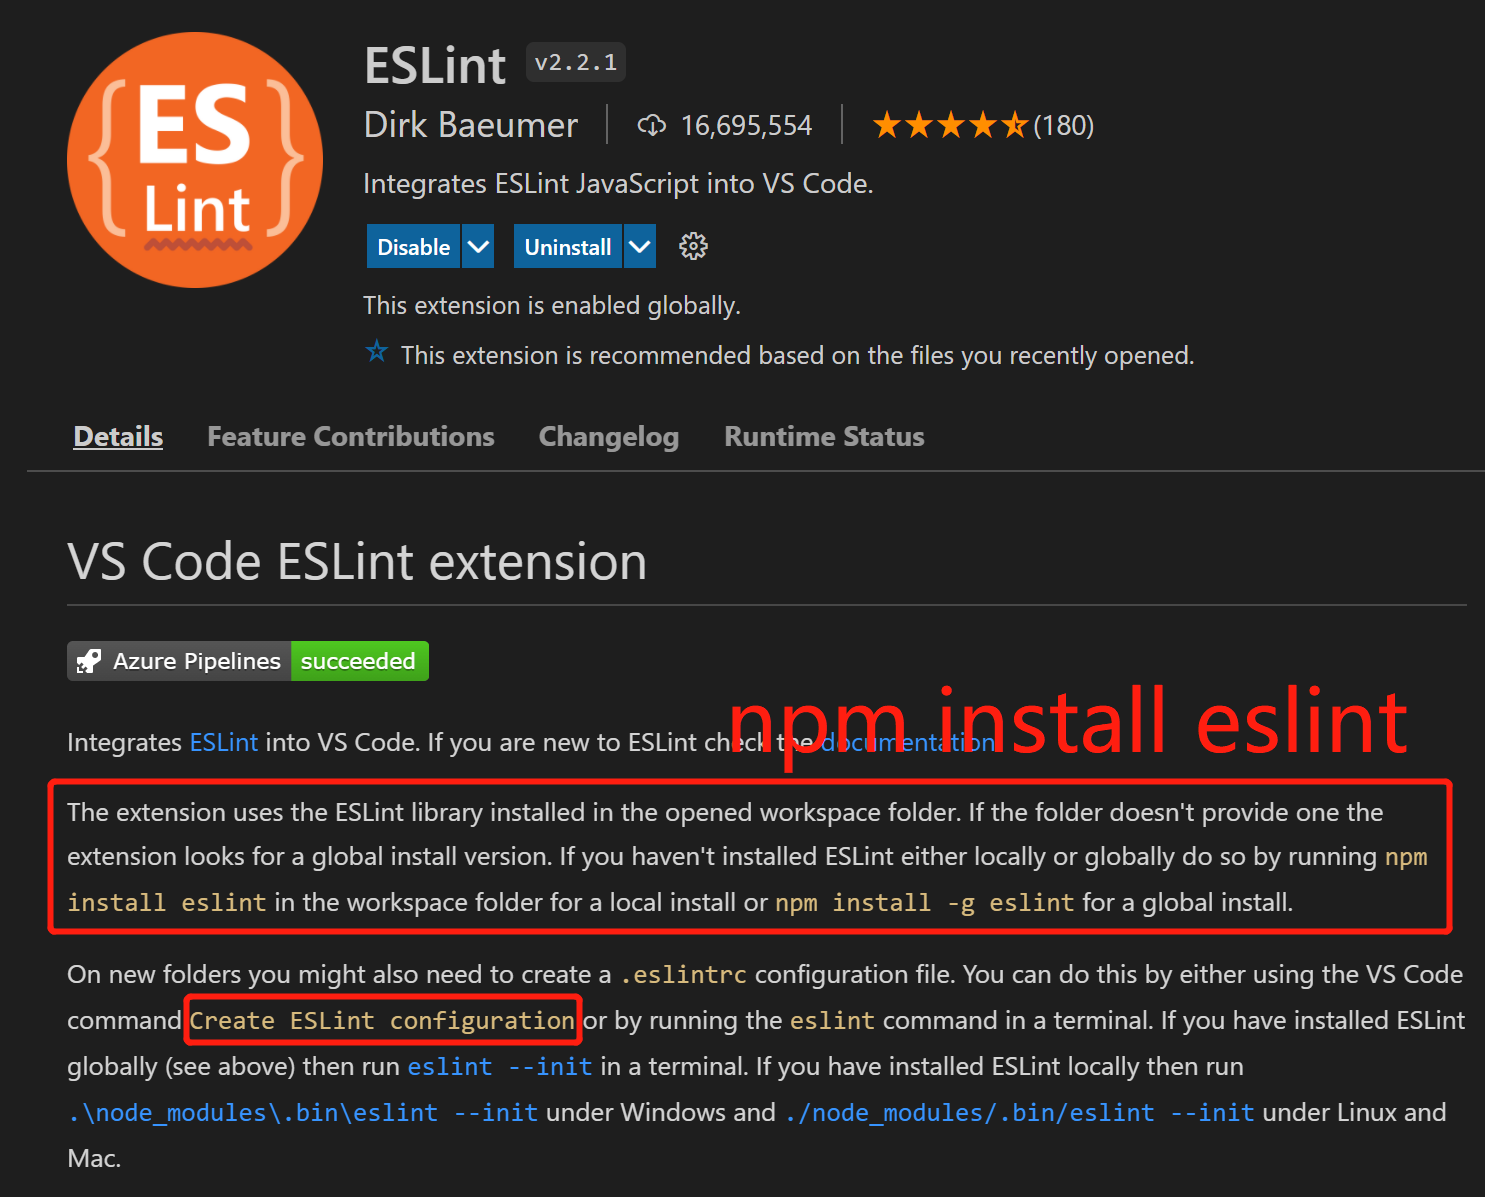 {ES}
Lint
ESLint v2.2.1
Dirk Baeumer 16,695,554 (180)
Integrates ESLint JavaScript into VS Code.
Disable Uninstall
This extension is enabled globally.
This extension is recommended based on the files you recently opened.
Details Feature Contributions Changelog Runtime Status
VS Code ESLint extension
Azure Pipelines succeeded
npm install eslint
Integrates ESLint into VS Code. If you are new to ESLint check the documentation
The extension uses the ESLint library installed in the opened workspace folder. If the folder doesn't provide one the
extension looks for a global install version. If you haven't installed ESLint either locally or globally do so by running npm
install eslint in the workspace folder for a local install or npm install -g eslint for a global install.
On new folders you might also need to create a .eslintrc configuration file. You can do this by either using the VS Code
command Create ESLint configuration or by running the eslint command in a terminal. If you have installed ESLint
globally (see above) then run eslint --init in a terminal. If you have installed ESLint locally then run
.\node_modules\.bin\eslint --init under Windows and ./node_modules/.bin/eslint --init under Linux and
Mac.